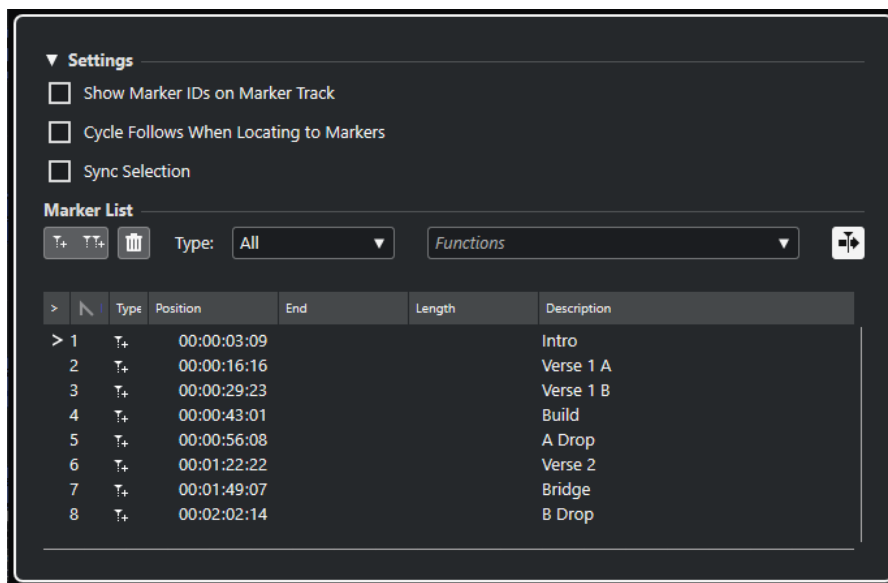 ▼ Settings
Show Marker IDs on Marker Track
Cycle Follows When Locating to Markers
Sync Selection
Marker List
Type: All ▼ Functions ▼
> Type Position End Length Description
> 1 00:00:03:09 Intro
2 00:00:16:16 Verse 1 A
3 00:00:29:23 Verse 1 B
4 00:00:43:01 Build
5 00:00:56:08 A Drop
6 00:01:22:22 Verse 2
7 00:01:49:07 Bridge
8 00:02:02:14 B Drop